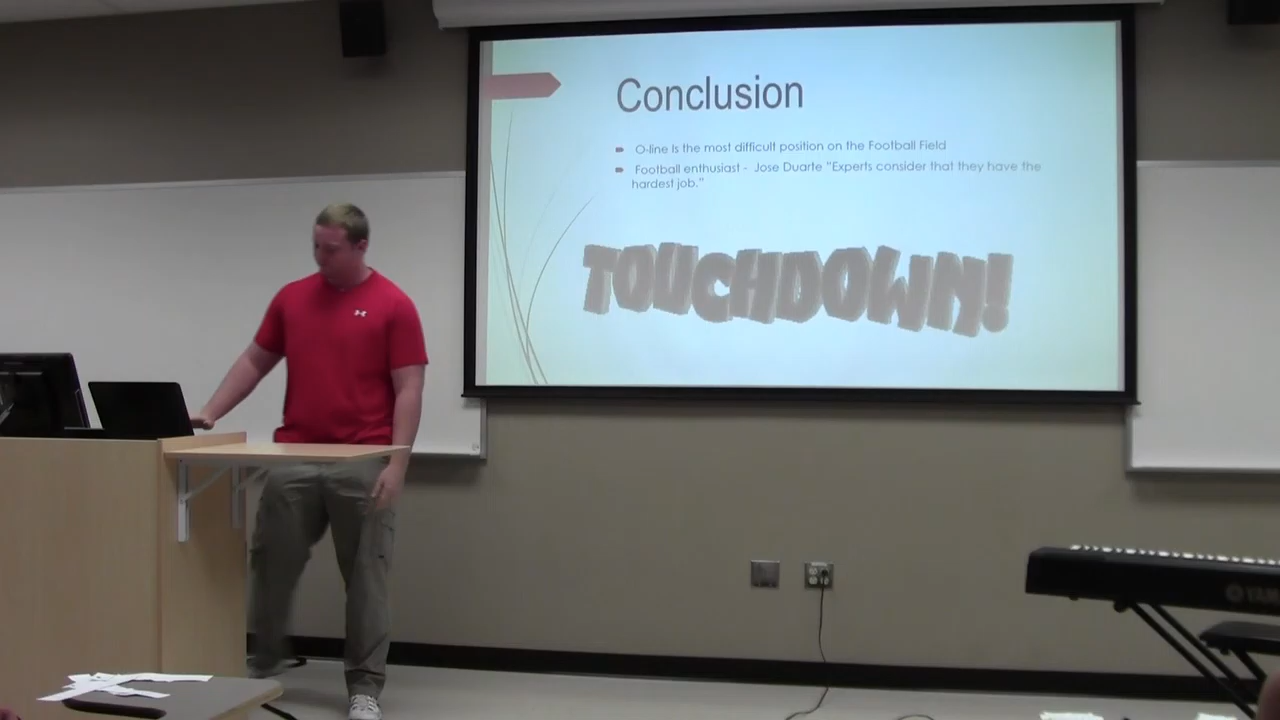 Conclusion
O-line Is the most difficult position on the Football Field
Football enthusiast - Jose Duarte "Experts consider that they have the
hardest job."
TOUCHDOWN!